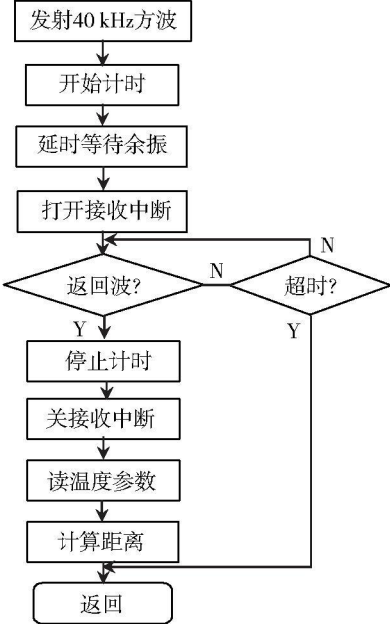 发射40 kHz方波
开始计时
延时等待余振
打开接收中断
N
返回波?
N
超时?
Y
Y
停止计时
关接收中断
读温度参数
计算距离
返回